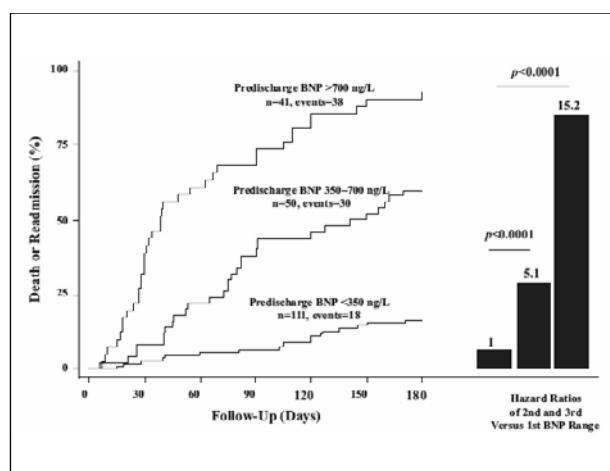 100
75
50
25
0
Death or Readmission (%)
Predischarge BNP >700 ng/L
n=41, events=38
Predischarge BNP 350–700 ng/L
n=50, events=30
Predischarge BNP <350 ng/L
n=111, events=18
0 30 60 90 120 150 180
Follow-Up (Days)
p<0.0001
15.2
p<0.0001
5.1
1
Hazard Ratios
of 2nd and 3rd
Versus 1st BNP Range